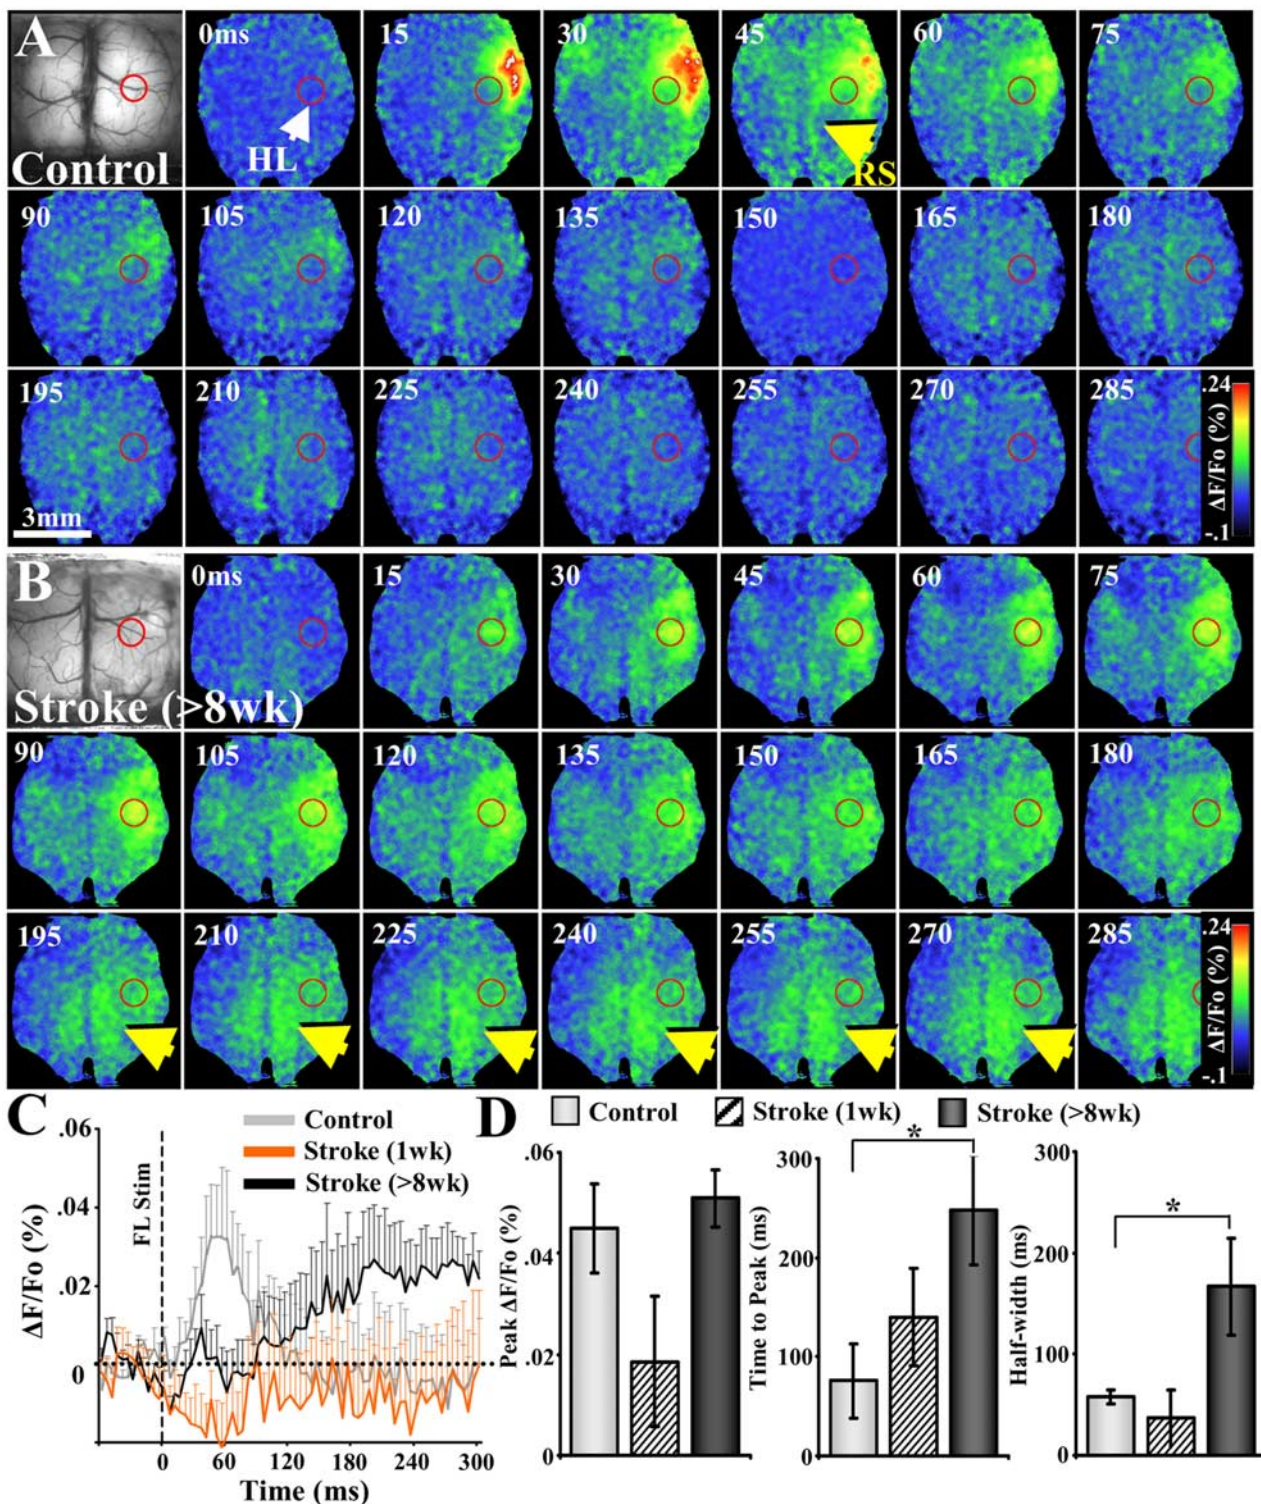 A
Control
0ms 15 30 45 60 75
HL
RS
90 105 120 135 150 165 180
195 210 225 240 255 270 285
3mm
.24
ΔF/Fo (%)
-.1
B
Stroke (>8wk)
0ms 15 30 45 60 75
90 105 120 135 150 165 180
195 210 225 240 255 270 285
.24
ΔF/Fo (%)
-.1
C
Control
Stroke (1wk)
Stroke (>8wk)
FL Stim
ΔF/Fo (%)
.06
.04
.02
0
0 60 120 180 240 300
Time (ms)
D
Control Stroke (1wk) Stroke (>8wk)
Peak ΔF/Fo (%)
.06
.04
.02
0
*
Time to Peak (ms)
300
200
100
0
*
Half-width (ms)
300
200
100
0